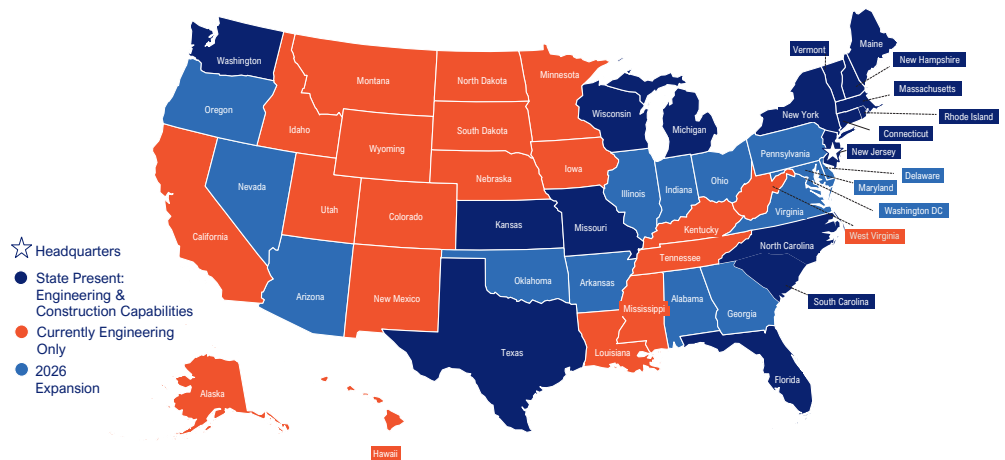 Washington
Oregon
California
Nevada
Idaho
Montana
Wyoming
Utah
Arizona
Colorado
New Mexico
North Dakota
South Dakota
Nebraska
Kansas
Oklahoma
Texas
Minnesota
Iowa
Missouri
Arkansas
Louisiana
Wisconsin
Illinois
Michigan
Indiana
Ohio
Kentucky
Tennessee
Mississippi
Alabama
Georgia
Florida
South Carolina
North Carolina
Virginia
West Virginia
Washington DC
Maryland
Delaware
Pennsylvania
New Jersey
New York
Connecticut
Rhode Island
Massachusetts
New Hampshire
Vermont
Maine
Alaska
Hawaii
Headquarters
State Present:
Engineering &
Construction Capabilities
Currently Engineering
Only
2026
Expansion